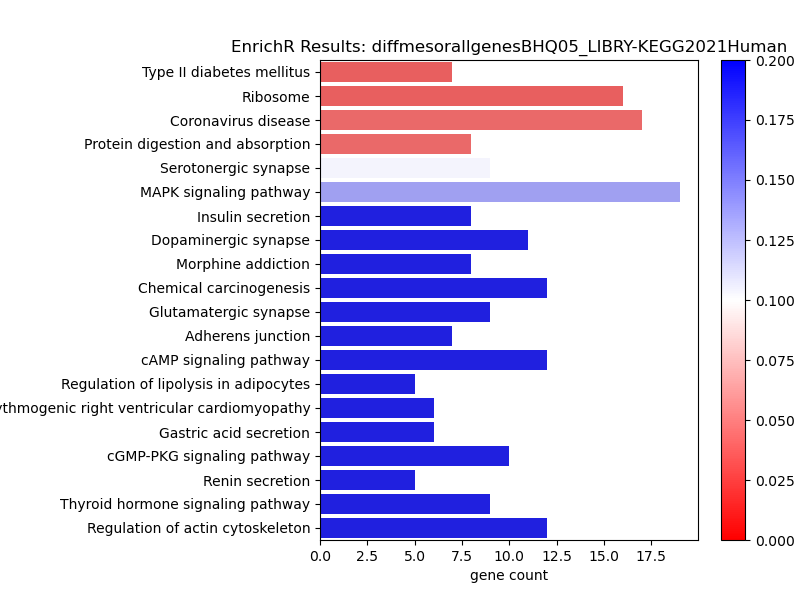 EnrichR Results: diffmesorallgenesBHQ05_LIBRY-KEGG2021Human
Type II diabetes mellitus
Ribosome
Coronavirus disease
Protein digestion and absorption
Serotonergic synapse
MAPK signaling pathway
Insulin secretion
Dopaminergic synapse
Morphine addiction
Chemical carcinogenesis
Glutamatergic synapse
Adherens junction
cAMP signaling pathway
Regulation of lipolysis in adipocytes
ythmogenic right ventricular cardiomyopathy
Gastric acid secretion
cGMP-PKG signaling pathway
Renin secretion
Thyroid hormone signaling pathway
Regulation of actin cytoskeleton
0.0 2.5 5.0 7.5 10.0 12.5 15.0 17.5
gene count
0.200
0.175
0.150
0.125
0.100
0.075
0.050
0.025
0.000